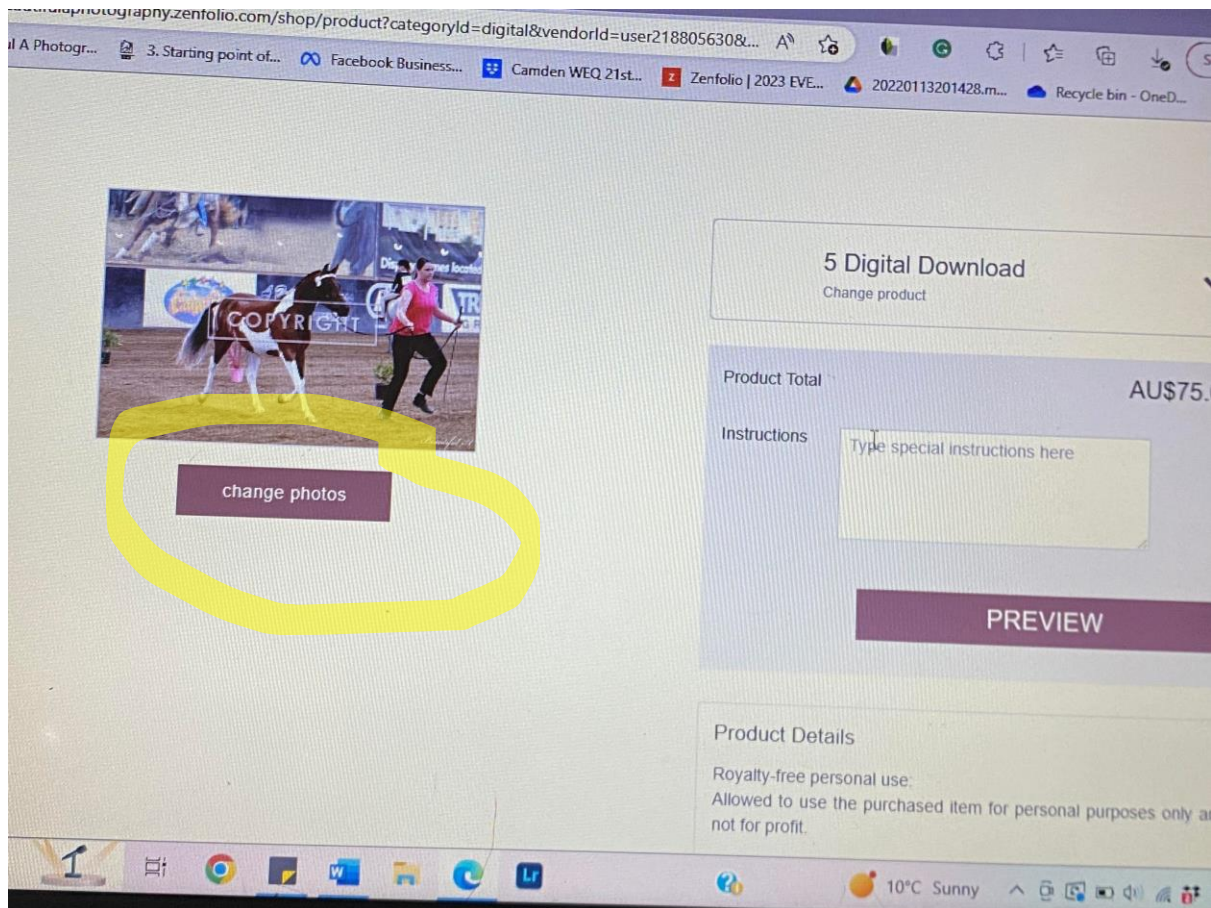 photography.zenfolio.com/shop/product?categoryId=digital&vendorId=user218805630&...
A Photogr...
3. Starting point of...
Facebook Business...
Camden WEQ 21st...
Zenfolio | 2023 EVE...
20220113201428.m...
Recycle bin - OneD...
COPYRIGHT
change photos
5 Digital Download
Change product
Product Total
AU$75.
Instructions
Type special instructions here
PREVIEW
Product Details
Royalty-free personal use:
Allowed to use the purchased item for personal purposes only
not for profit.
W
Lr
10°C Sunny